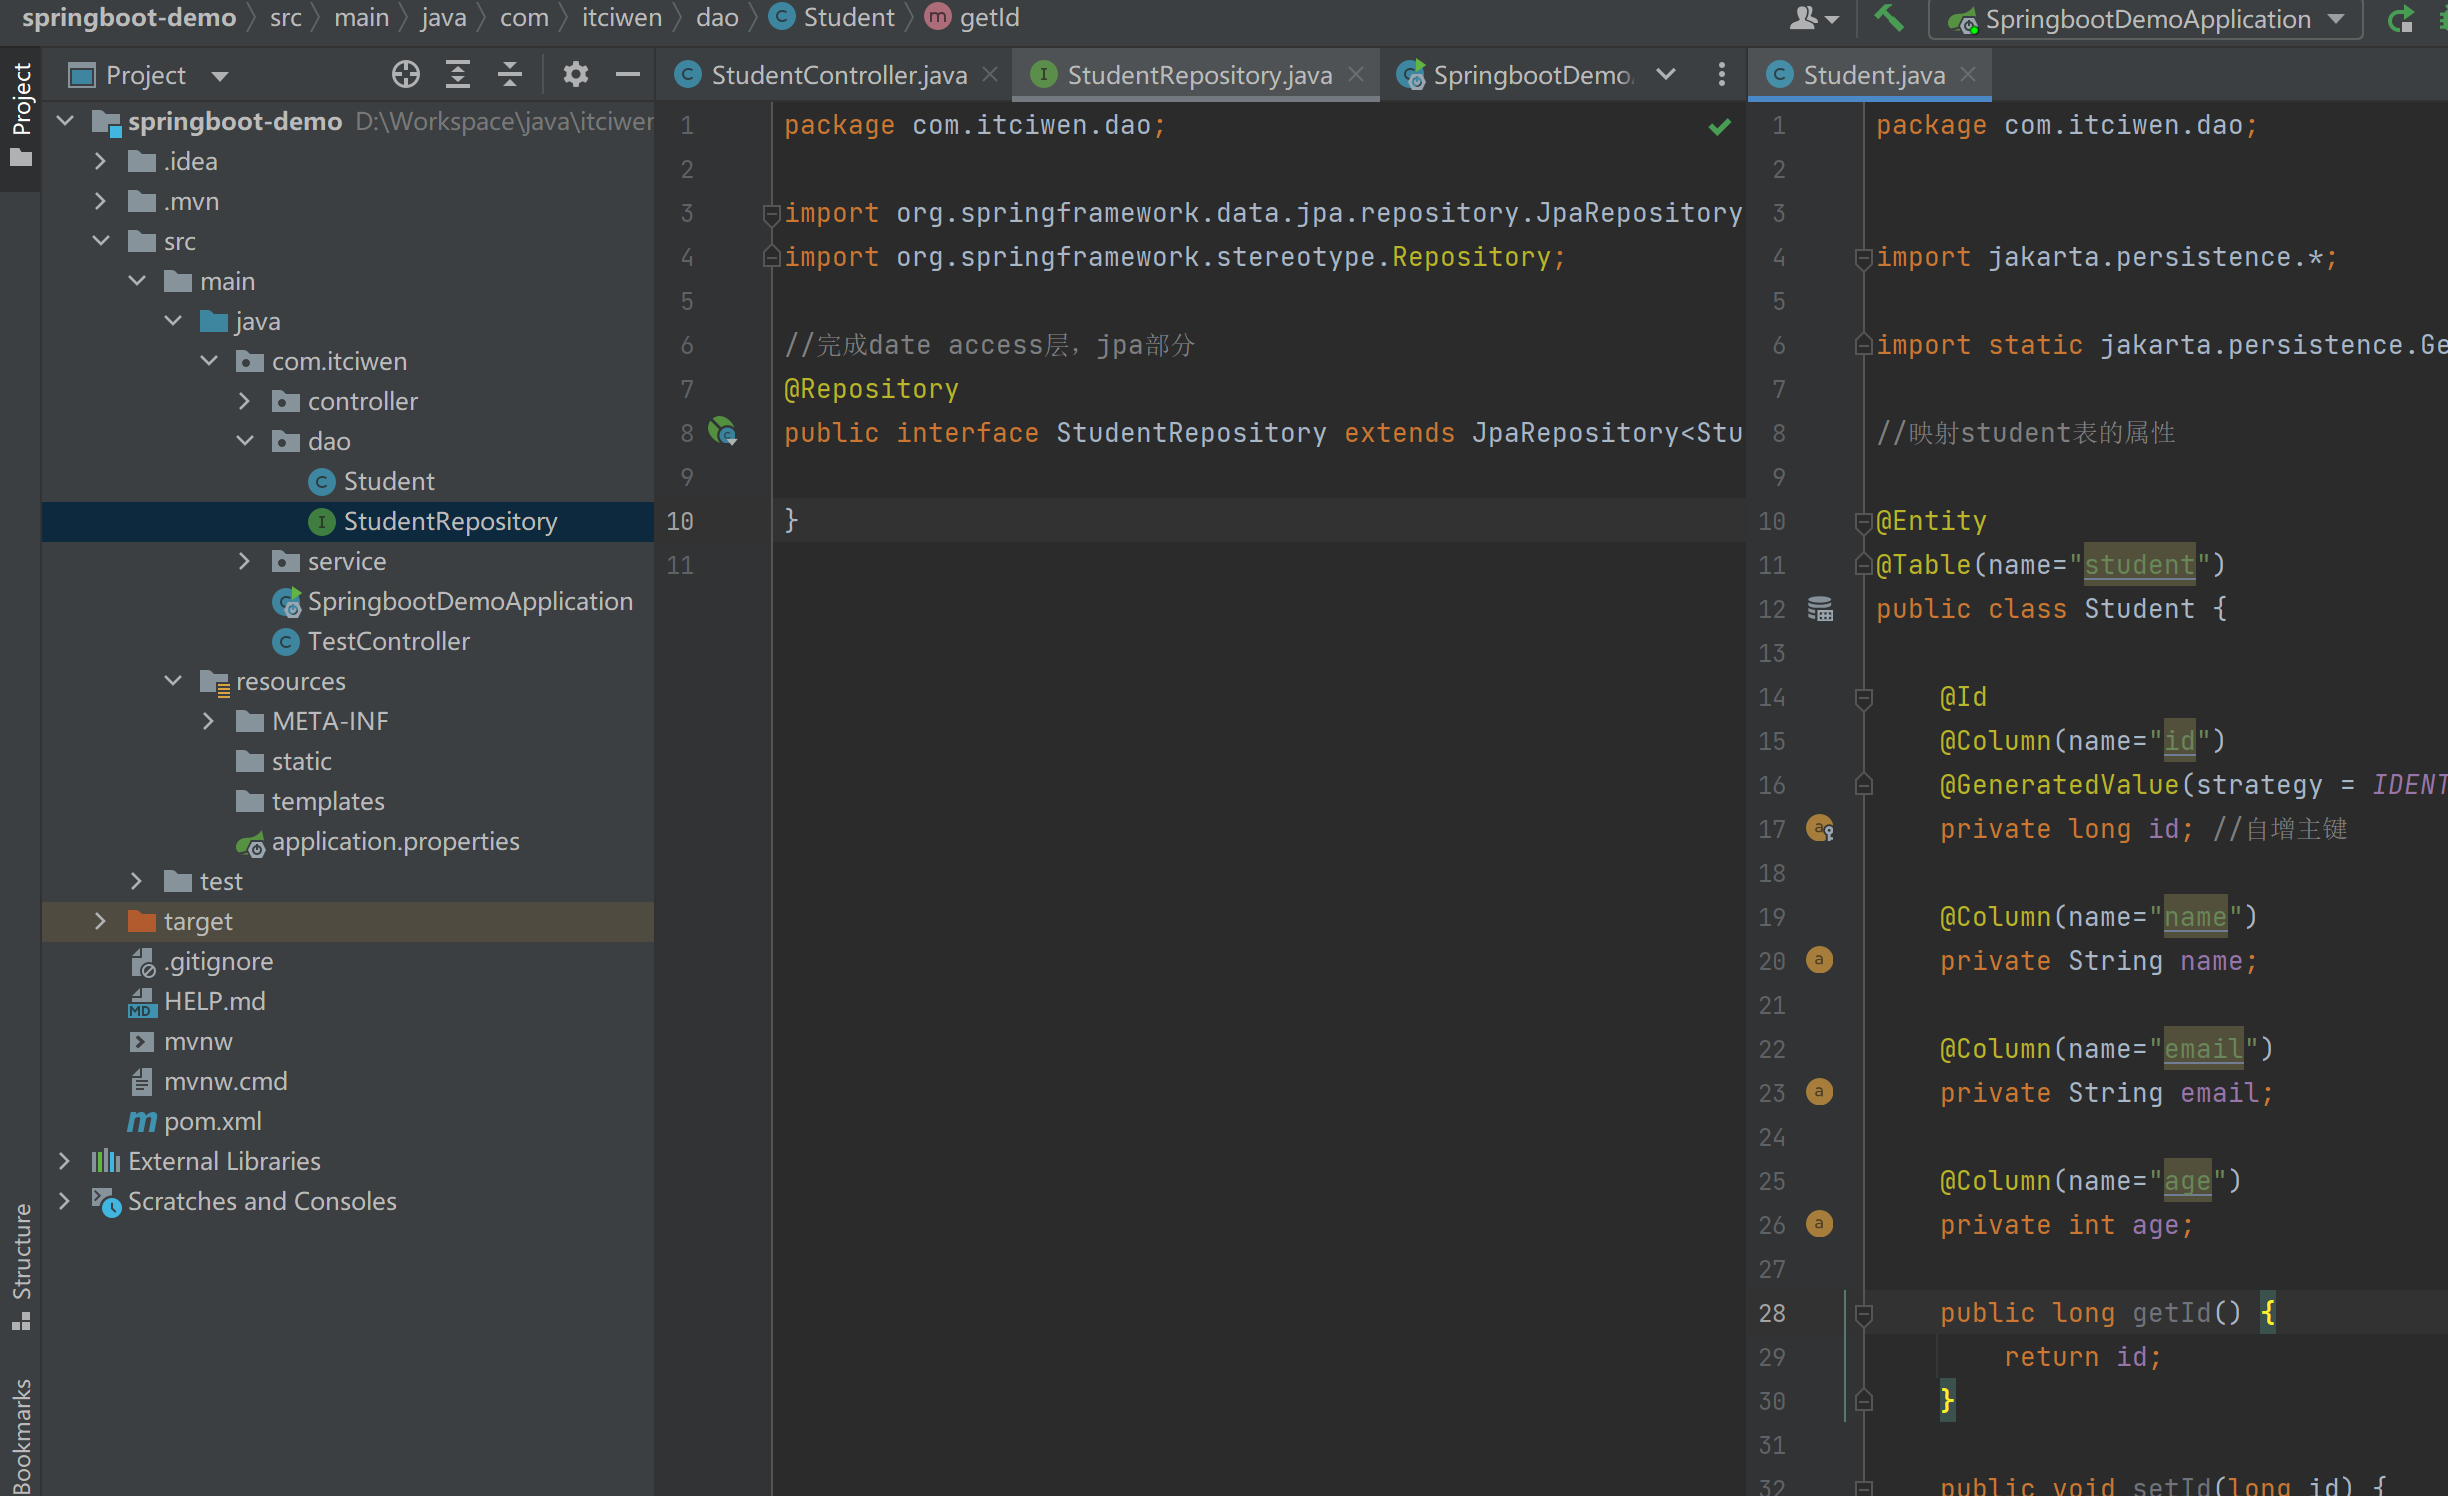 springboot-demo src main java com itciwen dao Student getId
SpringbootDemoApplication
Project
Project
Structure
Bookmarks
springboot-demo D:\Workspace\java\itciwer
.idea
.mvn
src
main
java
com.itciwen
controller
dao
Student
StudentRepository
service
SpringbootDemoApplication
TestController
resources
META-INF
static
templates
application.properties
test
target
.gitignore
HELP.md
mvnw
mvnw.cmd
pom.xml
External Libraries
Scratches and Consoles
StudentController.java StudentRepository.java SpringbootDemo
1 package com.itciwen.dao;
2
3 import org.springframework.data.jpa.repository.JpaRepository
4 import org.springframework.stereotype.Repository;
5
6 //完成date access层，jpa部分
7 @Repository
8 public interface StudentRepository extends JpaRepository<Stu
9
10 }
11
Student.java
1 package com.itciwen.dao;
2
3
4 import jakarta.persistence.*;
5
6 import static jakarta.persistence.Ge
7
8 //映射student表的属性
9
10 @Entity
11 @Table(name="student")
12 public class Student {
13
14 @Id
15 @Column(name="id")
16 @GeneratedValue(strategy = IDENT
17 private long id; //自增主键
18
19 @Column(name="name")
20 private String name;
21
22 @Column(name="email")
23 private String email;
24
25 @Column(name="age")
26 private int age;
27
28 public long getId() {
29 return id;
30 }
31
32 public void setId(long id) {